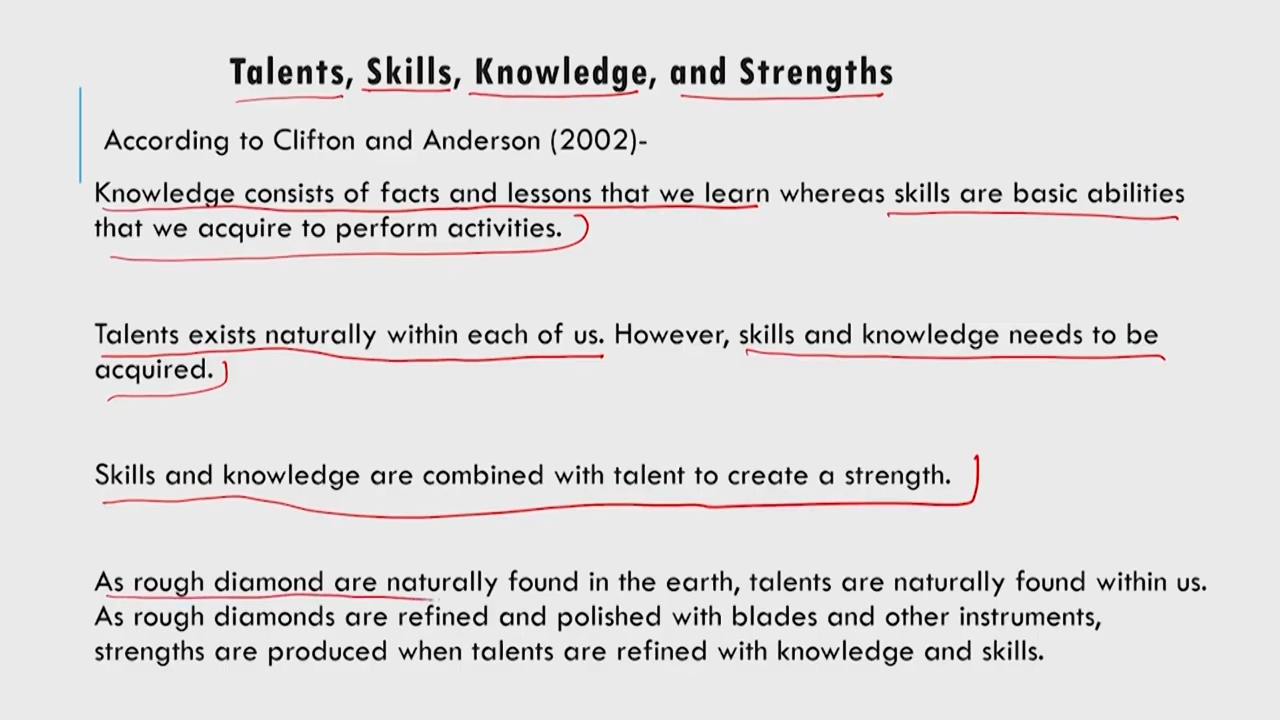 Talents, Skills, Knowledge, and Strengths
According to Clifton and Anderson (2002)-
Knowledge consists of facts and lessons that we learn whereas skills are basic abilities
that we acquire to perform activities.
Talents exists naturally within each of us. However, skills and knowledge needs to be
acquired.
Skills and knowledge are combined with talent to create a strength.
As rough diamond are naturally found in the earth, talents are naturally found within us.
As rough diamonds are refined and polished with blades and other instruments,
strengths are produced when talents are refined with knowledge and skills.